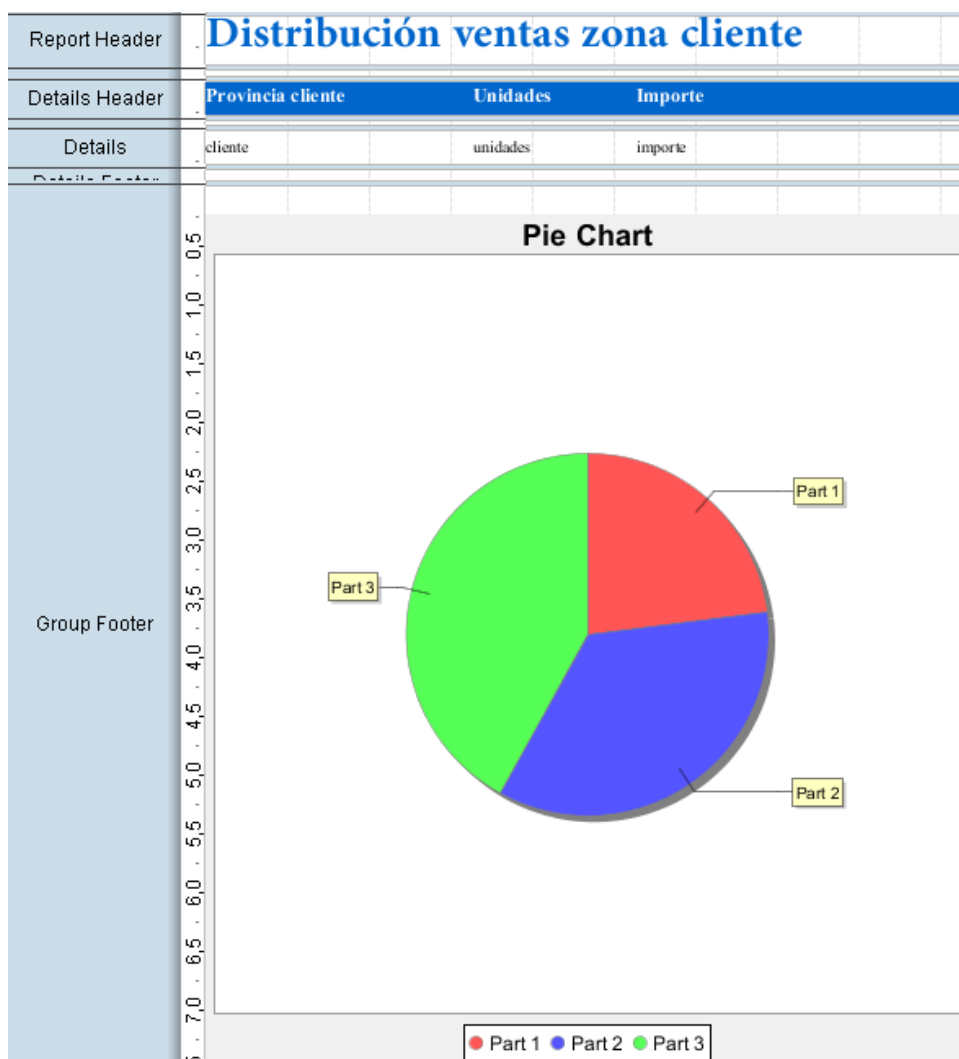 Report Header
Distribución ventas zona cliente
Details Header
Provincia cliente Unidades Importe
Details
cliente unidades importe
Details Footer
Pie Chart
0,5
1,0
1,5
2,0
2,5
3,0
3,5
4,0
4,5
5,0
5,5
6,0
6,5
7,0
Part 1
Part 3
Group Footer
Part 2
Part 1 Part 2 Part 3